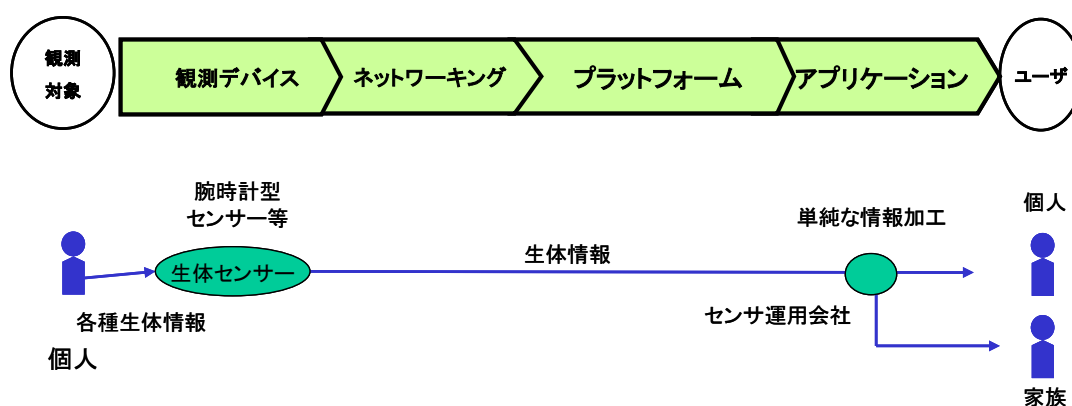 観測
対象
観測デバイス
ネットワーキング
プラットフォーム
アプリケーション
ユーザ
腕時計型
センサー等
生体センサー
各種生体情報
個人
生体情報
単純な情報加工
センサ運用会社
個人
家族